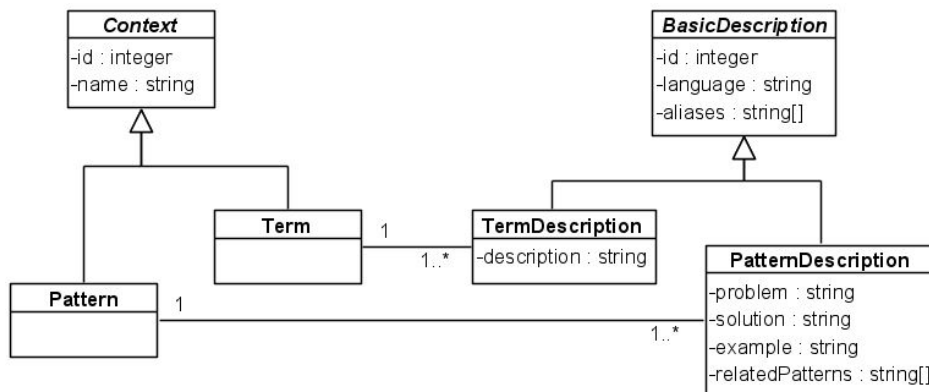 Context
-id : integer
-name : string
BasicDescription
-id : integer
-language : string
-aliases : string[]
Term
1
1..*
TermDescription
-description : string
Pattern
1
1..*
PatternDescription
-problem : string
-solution : string
-example : string
-relatedPatterns : string[]